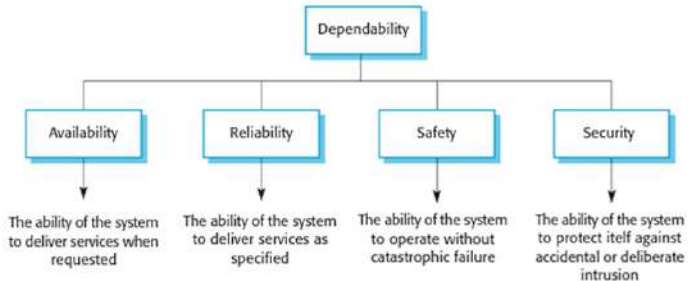 Dependability
Availability
Reliability
Safety
Security
The ability of the system
to deliver services when
requested
The ability of the system
to deliver services as
specified
The ability of the system
to operate without
catastrophic failure
The ability of the system
to protect itelf against
accidental or deliberate
intrusion